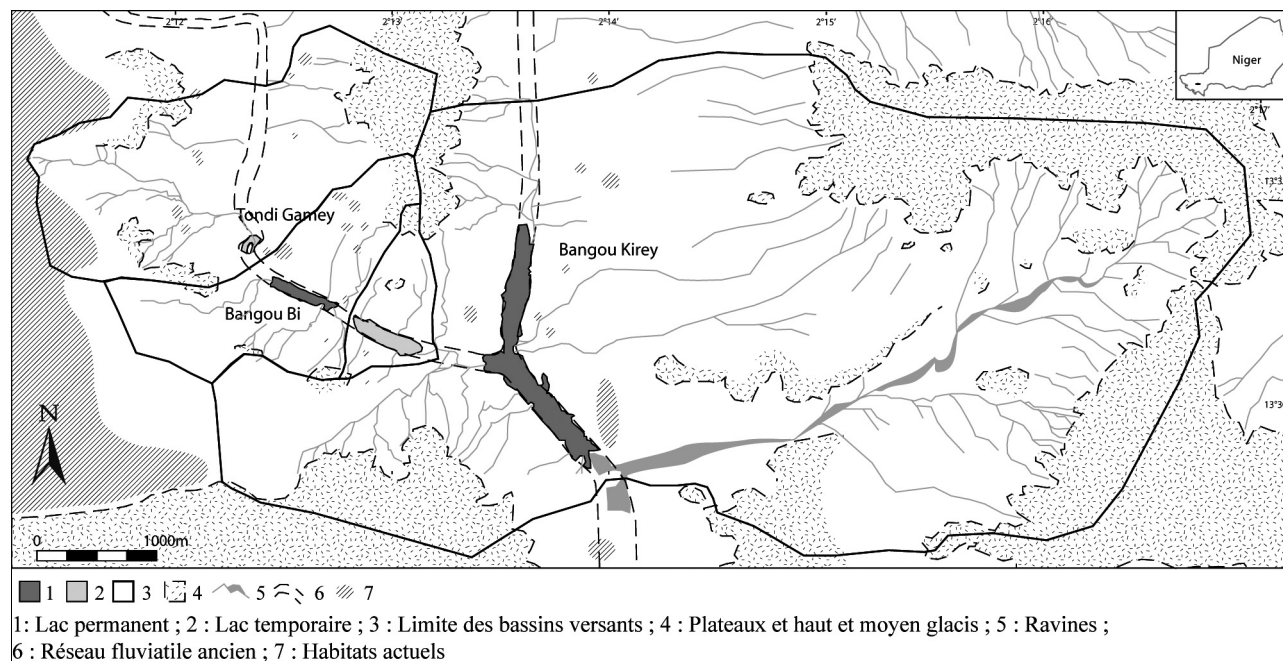 2°12' 2°13' 2°14' 2°15' 2°16'
Niger
2°17'
13°3
Tondi Gamey
Bangou Kirey
Bangou Bi
13°3
N
0 1000m
1 2 3 4 5 6 7
1: Lac permanent ; 2 : Lac temporaire ; 3 : Limite des bassins versants ; 4 : Plateaux et haut et moyen glacis ; 5 : Ravines ;
6 : Réseau fluviatile ancien ; 7 : Habitats actuels